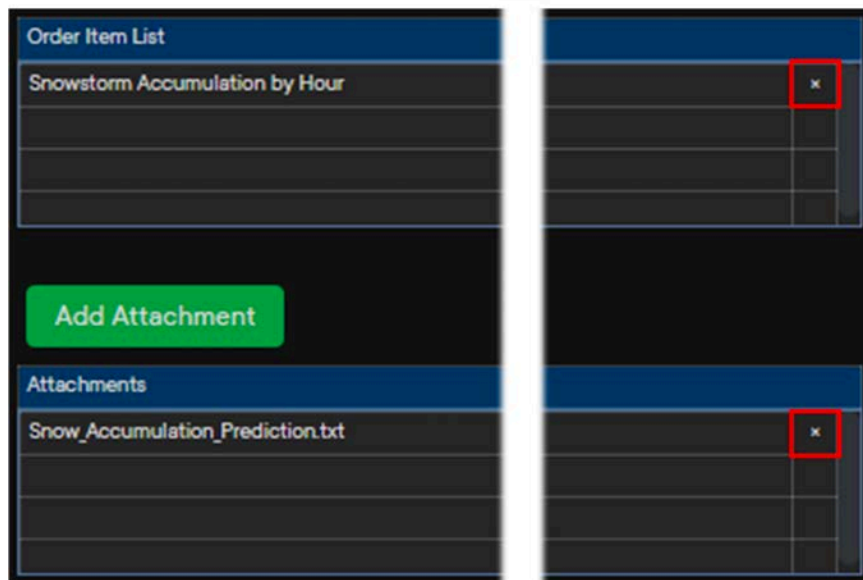 Order Item List
Snowstorm Accumulation by Hour ×
Add Attachment
Attachments
Snow_Accumulation_Prediction.txt ×